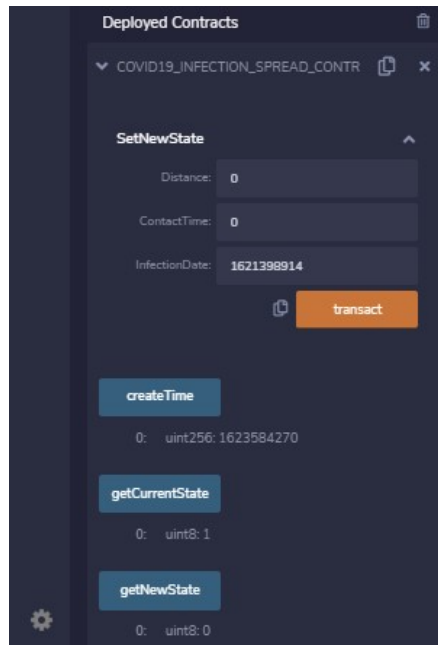 Deployed Contracts
COVID19_INFECTION_SPREAD_CONTR
SetNewState
Distance: 0
ContactTime: 0
InfectionDate: 1621398914
transact
createTime
0: uint256: 1623584270
getCurrentState
0: uint8: 1
getNewState
0: uint8: 0